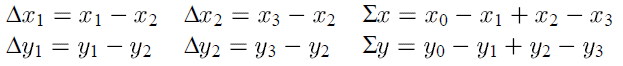 Δx₁ = x₁ − x₂ Δx₂ = x₃ − x₂ Σx = x₀ − x₁ + x₂ − x₃
Δy₁ = y₁ − y₂ Δy₂ = y₃ − y₂ Σy = y₀ − y₁ + y₂ − y₃